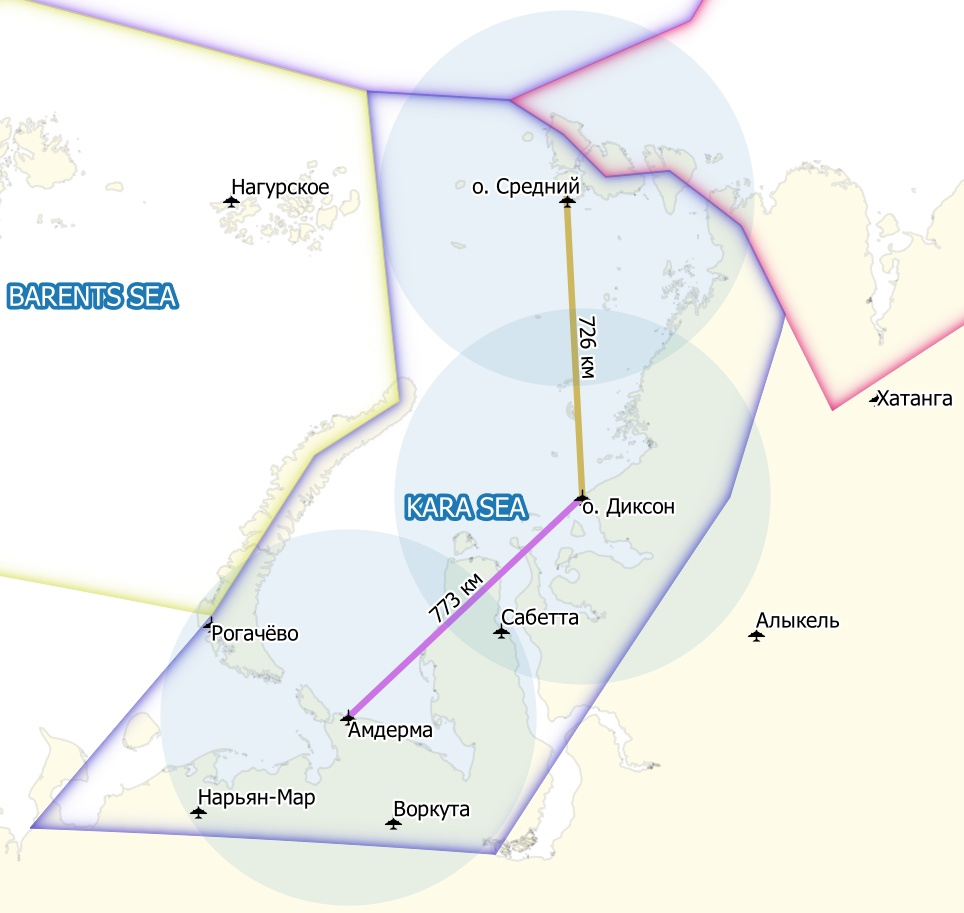 Нагурское
о. Средний
BARENTS SEA
726 км
Хатанга
KARA SEA
о. Диксон
773 км
Сабетта
Алыкель
Рогачёво
Амдерма
Нарьян-Мар
Воркута